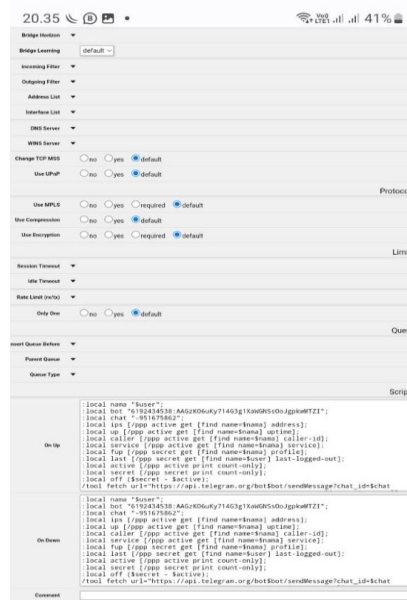 20.35 41%
Bridge Horizon
Bridge Learning default
Incoming Filter
Outgoing Filter
Address List
Interface List
DNS Server
WINS Server
Change TCP MSS no yes default
Use UPnP no yes default
Protoco
Use MPLS no yes required default
Use Compression no yes default
Use Encryption no yes required default
Limi
Session Timeout
Idle Timeout
Rate Limit (rx/tx)
Only One no yes default
Que
nsert Queue Before
Parent Queue
Queue Type
Scrip
On Up
:local nama "$user";
:local bot
:local chat "-951675862";
:local ips [/ppp active get [find name=$nama] address];
:local up [/ppp active get [find name=$nama] uptime];
:local caller [/ppp active get [find name=$nama] caller-id];
:local service [/ppp active get [find name=$nama] service];
:local fup [/ppp secret get [find name=$nama] profile];
:local last [/ppp secret get [find name=$user] last-logged-out];
:local active [/ppp active print count-only];
:local secret [/ppp secret print count-only];
:local off ($secret - $active);
/tool fetch url="https://api.telegram.org/bot$bot/sendMessage?chat_id=$chat
On Down
:local nama "$user";
:local bot
:local chat "-951675862";
:local ips [/ppp active get [find name=$nama] address];
:local up [/ppp active get [find name=$nama] uptime];
:local caller [/ppp active get [find name=$nama] caller-id];
:local service [/ppp active get [find name=$nama] service];
:local fup [/ppp secret get [find name=$nama] profile];
:local last [/ppp secret get [find name=$user] last-logged-out];
:local active [/ppp active print count-only];
:local secret [/ppp secret print count-only];
:local off ($secret - $active);
/tool fetch url="https://api.telegram.org/bot$bot/sendMessage?chat_id=$chat
Comment